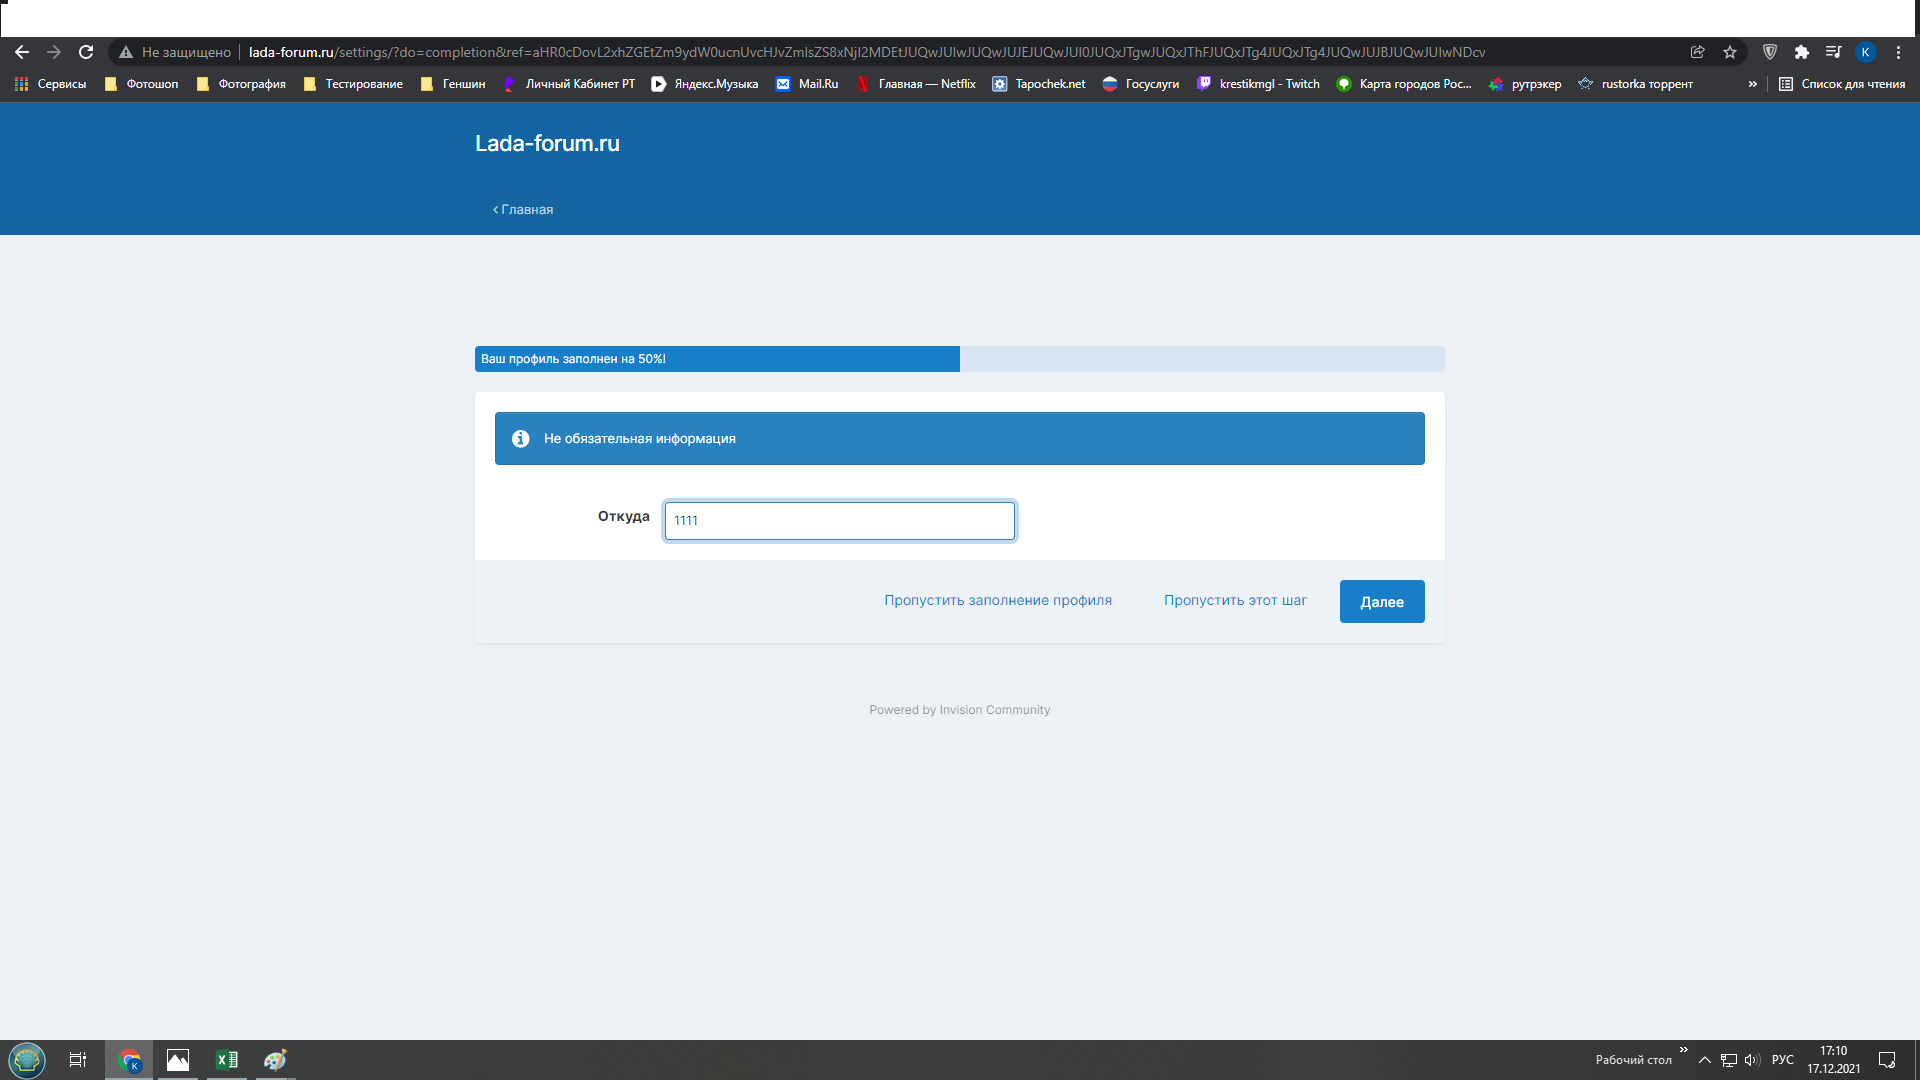 Не защищено
lada-forum.ru/settings/?do=completion&ref=
Сервисы
Фотошоп
Фотография
Тестирование
Геншин
Личный Кабинет РТ
Яндекс.Музыка
Mail.Ru
Главная — Netflix
Tapochek.net
Госуслуги
krestikmgl - Twitch
Карта городов Рос...
рутрэкер
rustorka торрент
»
Список для чтения
K
Lada-forum.ru
‹ Главная
Ваш профиль заполнен на 50%!
Не обязательная информация
Откуда
1111
Пропустить заполнение профиля
Пропустить этот шаг
Далее
Powered by Invision Community
Рабочий стол
»
РУС
17:10
17.12.2021